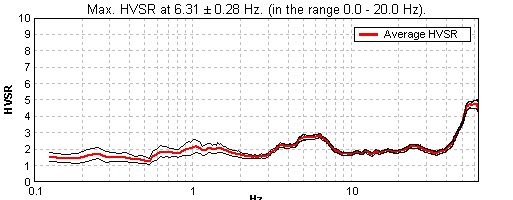 Max. HVSR at 6.31 ± 0.28 Hz. (in the range 0.0 - 20.0 Hz).
10
9
8
7
6
5
4
3
2
1
0
HVSR
Average HVSR
0.1 1 10
Hz